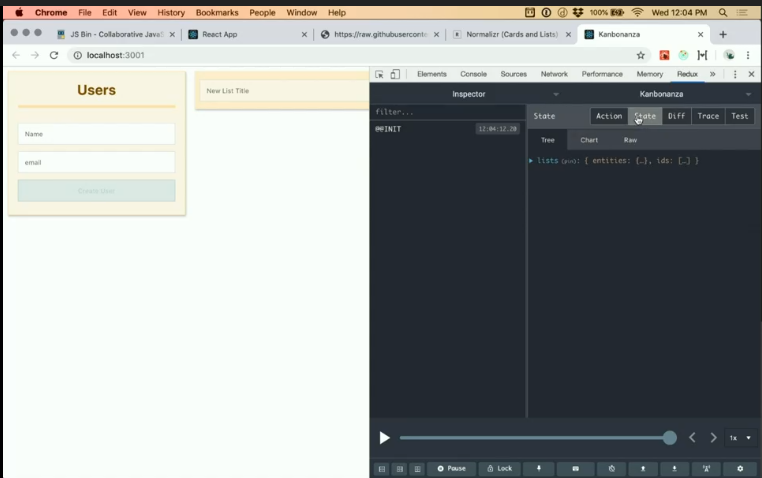 Chrome File Edit View History Bookmarks People Window Help 100% Wed 12:04 PM
JS Bin - Collaborative JavaS React App https://raw.githubusercontent Normalizr (Cards and Lists) Kanbonanza
localhost:3001
Elements Console Sources Network Performance Memory Redux
Users
Name
email
Create User
New List Title
Inspector Kanbonanza
filter...
@@INIT 12:04:12.20
State Action State Diff Trace Test
Tree Chart Raw
lists (pin): { entities: {…}, ids: […] }
1x
Pause Lock